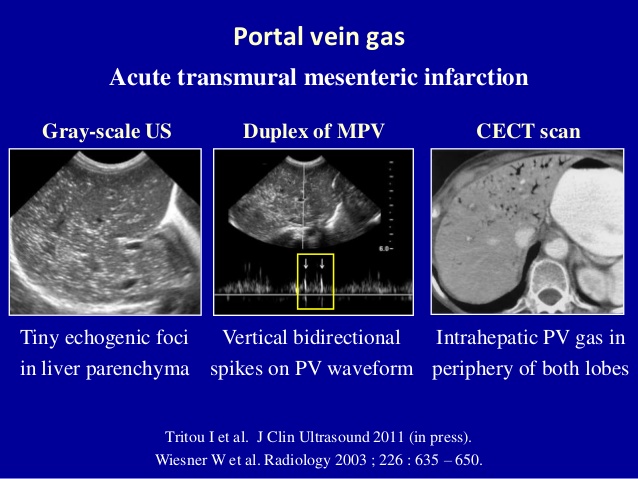 Portal vein gas
Acute transmural mesenteric infarction
Gray-scale US
Duplex of MPV
CECT scan
6.0-
Tiny echogenic foci
in liver parenchyma
Vertical bidirectional
spikes on PV waveform
Intrahepatic PV gas in
periphery of both lobes
Tritou I et al. J Clin Ultrasound 2011 (in press).
Wiesner W et al. Radiology 2003 ; 226 : 635 – 650.